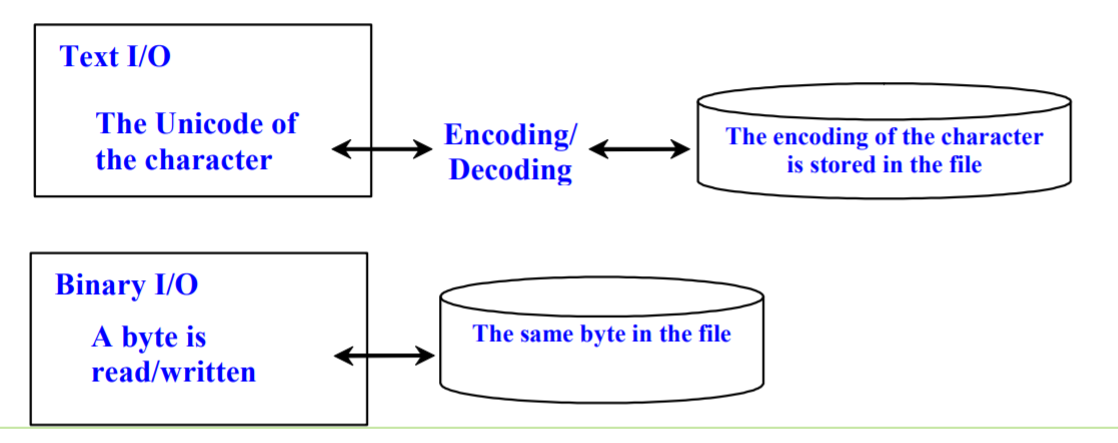 Text I/O
The Unicode of
the character
Encoding/
Decoding
The encoding of the character
is stored in the file
Binary I/O
A byte is
read/written
The same byte in the file